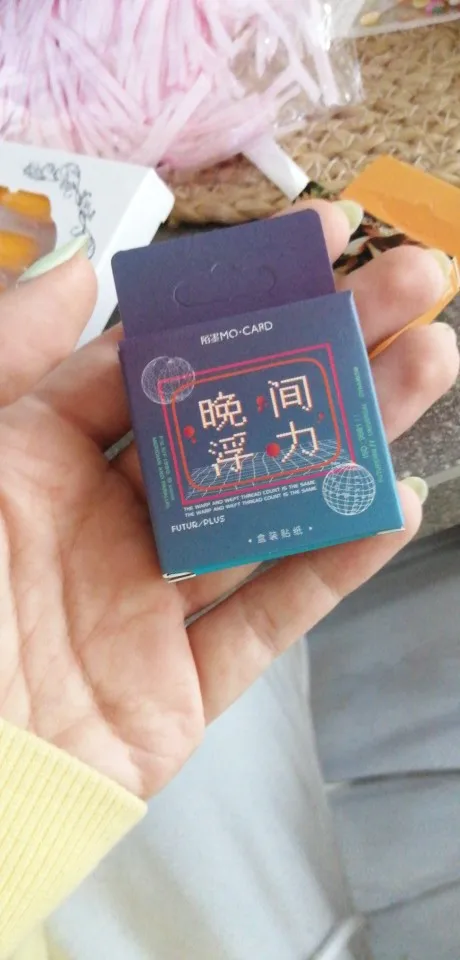 陌墨MO·CARD
晚间
浮力
THE WARP AND WEFT THREAD COUNT IS THE SAME
THE WARP AND WEFT THREAD COUNT IS THE SAME
FUTUR/PLUS
·盒装贴纸·